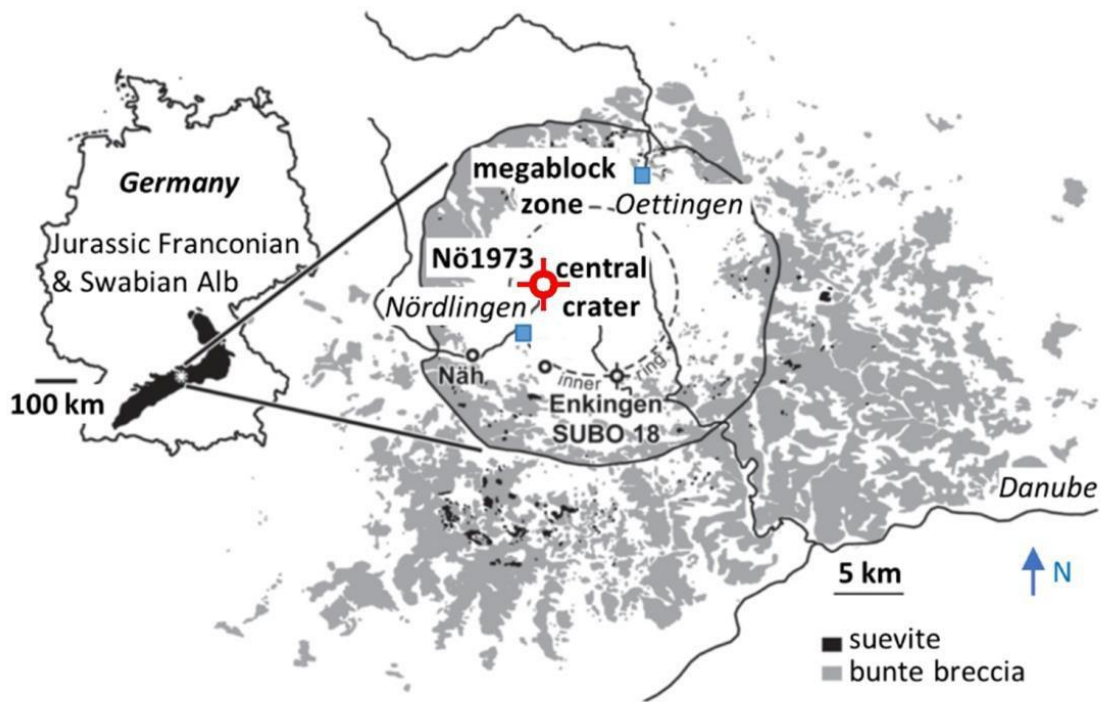 Germany
Jurassic Franconian
& Swabian Alb
100 km
megablock
zone
Oettingen
Nö1973
central
crater
Nördlingen
Näh.
inner
ring
Enkingen
SUBO 18
Danube
5 km
N
suevite
bunte breccia